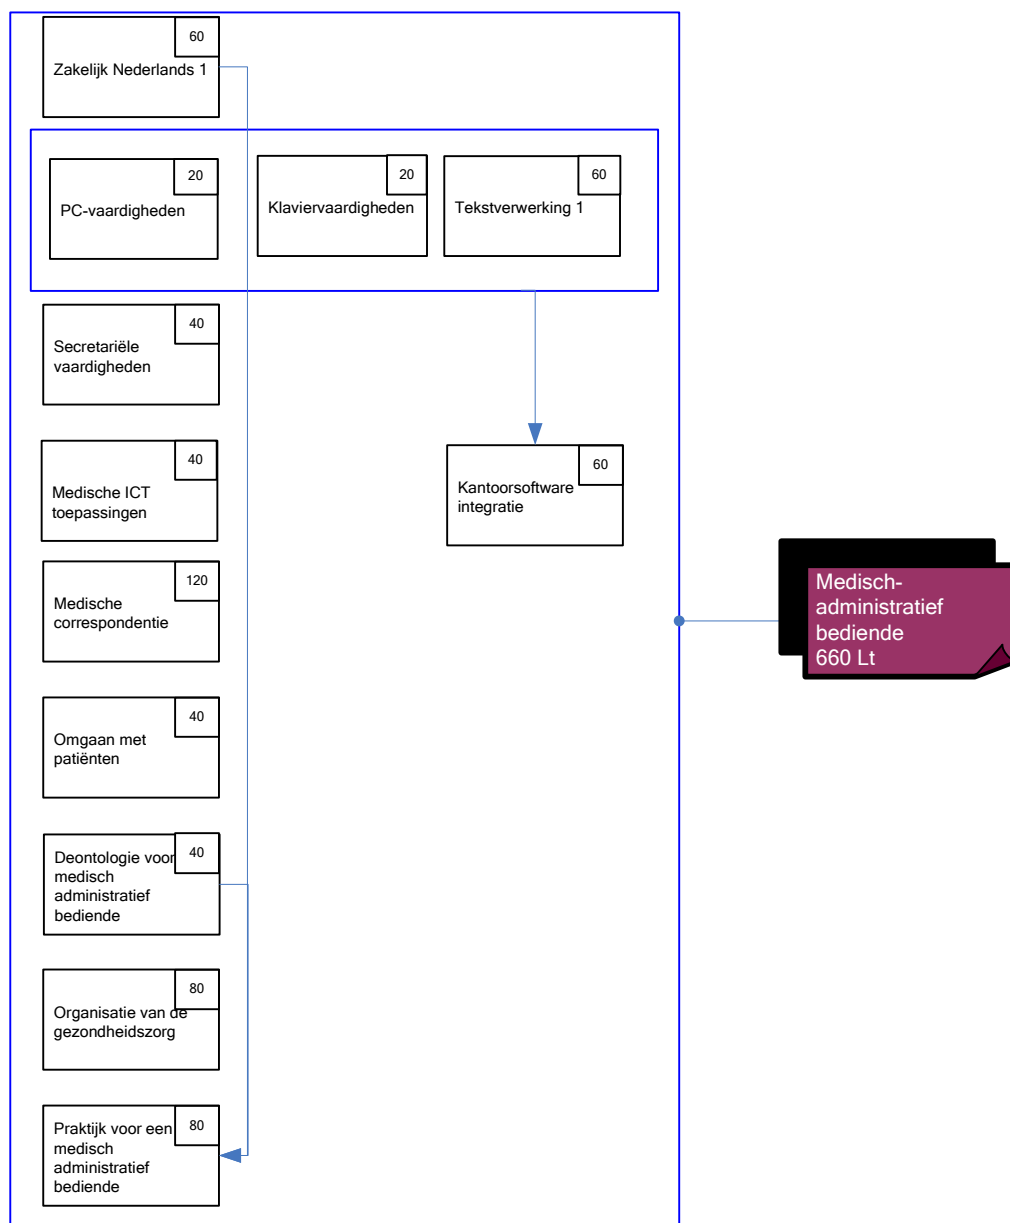 60
Zakelijk Nederlands 1
20
PC-vaardigheden
20
Klaviervaardigheden
60
Tekstverwerking 1
40
Secretariële
vaardigheden
40
Medische ICT
toepassingen
60
Kantoorsoftware
integratie
120
Medische
correspondentie
Medisch-
administratief
bediende
660 Lt
40
Omgaan met
patiënten
40
Deontologie voor
medisch
administratief
bediende
80
Organisatie van de
gezondheidszorg
80
Praktijk voor een
medisch
administratief
bediende